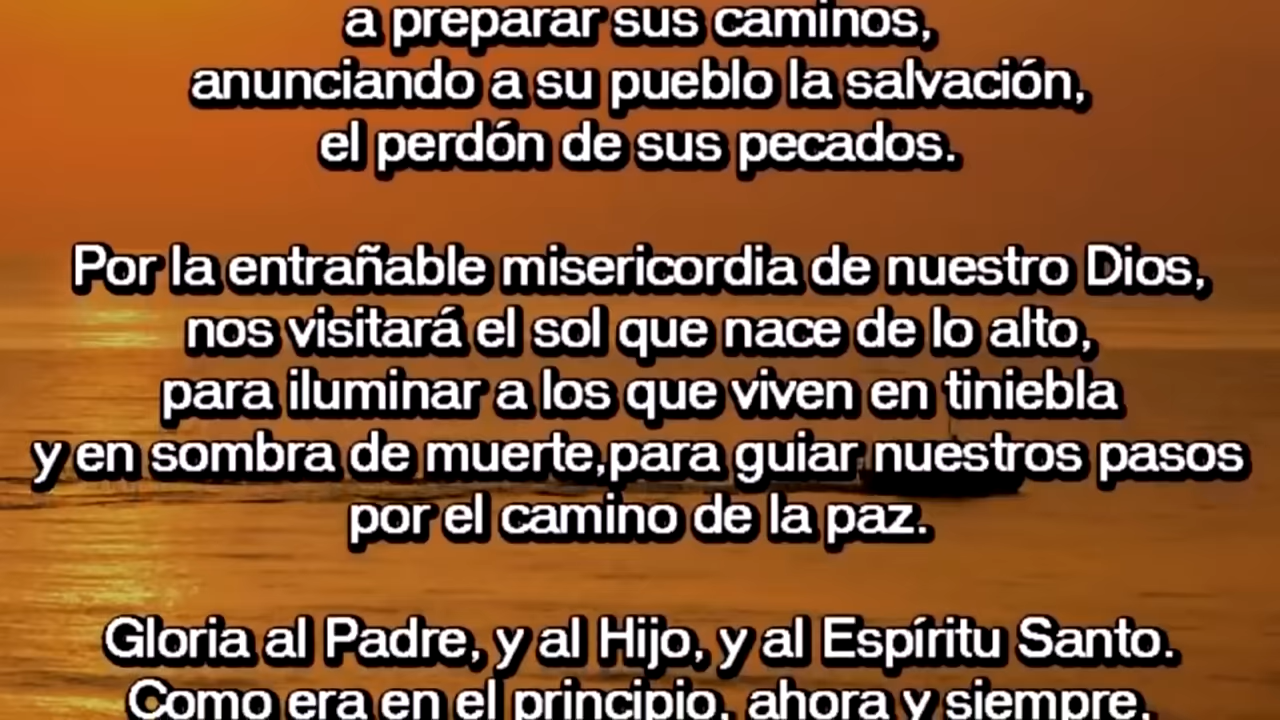 a preparar sus caminos,
anunciando a su pueblo la salvación,
el perdón de sus pecados.
Por la entrañable misericordia de nuestro Dios,
nos visitará el sol que nace de lo alto,
para iluminar a los que viven en tiniebla
y en sombra de muerte,para guiar nuestros pasos
por el camino de la paz.
Gloria al Padre, y al Hijo, y al Espíritu Santo.
Como era en el principio, ahora y siempre,